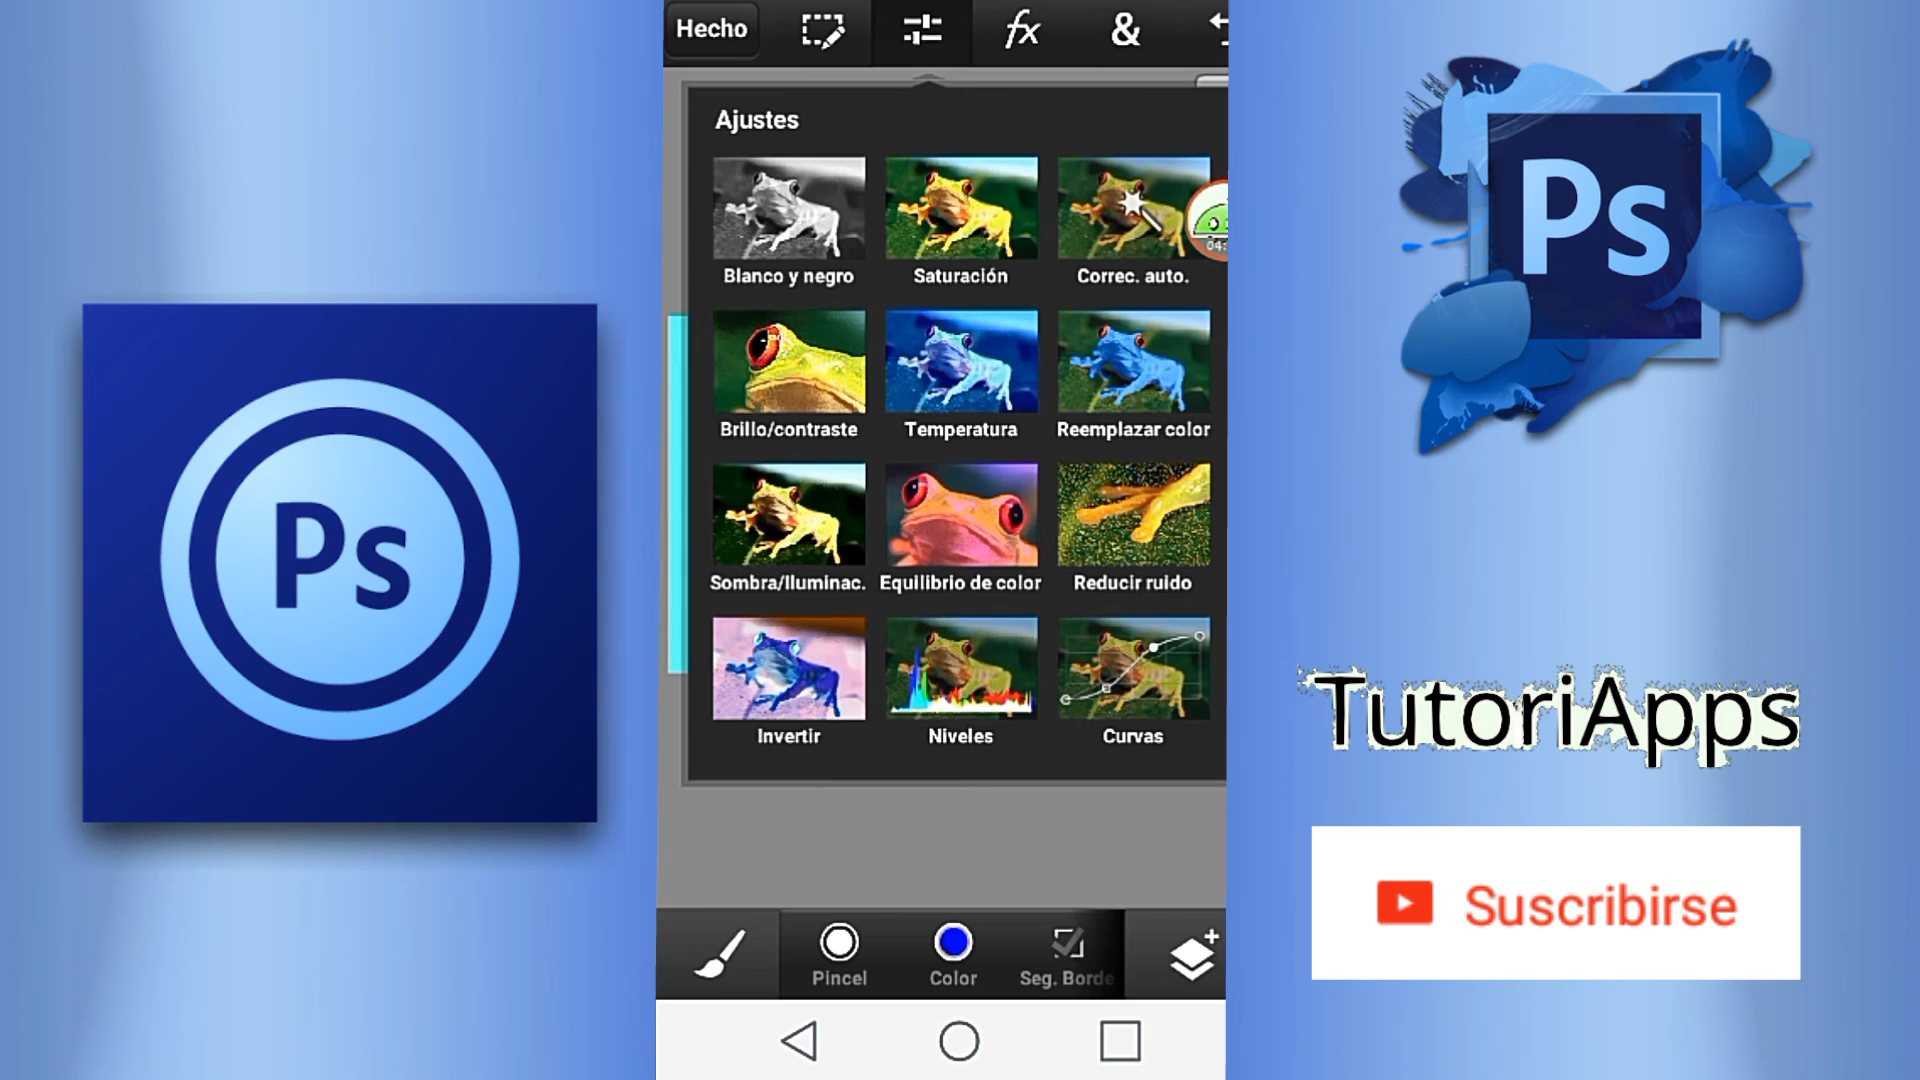 Hecho
fx
&
Ajustes
Blanco y negro
Saturación
Correc. auto.
04:
Brillo/contraste
Temperatura
Reemplazar color
Sombra/Iluminac.
Equilibrio de color
Reducir ruido
Invertir
Niveles
Curvas
Pincel
Color
Seg. Borde
Ps
Ps
TutoriApps
Suscribirse